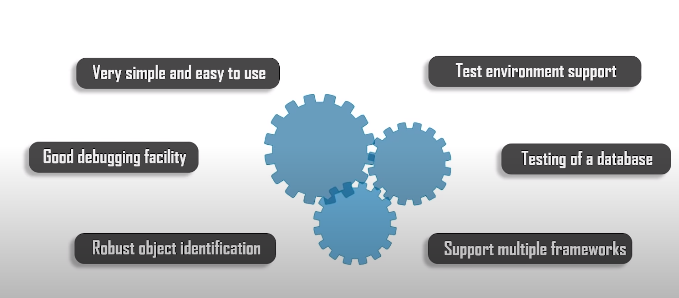 Very simple and easy to use
Test environment support
Good debugging facility
Testing of a database
Robust object identification
Support multiple frameworks